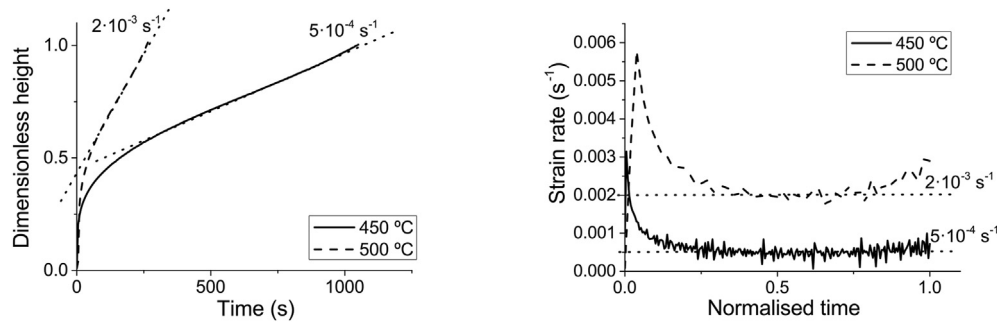 2·10⁻³ s⁻¹
5·10⁻⁴ s⁻¹
1.0
0.5
0.0
Dimensionless height
450 ºC
500 ºC
0 500 1000
Time (s)
0.006
0.005
0.004
0.003
0.002
0.001
0.000
Strain rate (s⁻¹)
450 ºC
500 ºC
2·10⁻³ s⁻¹
5·10⁻⁴ s⁻¹
0.0 0.5 1.0
Normalised time